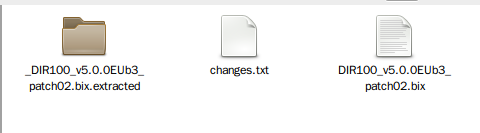 _DIR100_v5.0.0EUb3_
patch02.bix.extracted
changes.txt
DIR100_v5.0.0EUb3_
patch02.bix